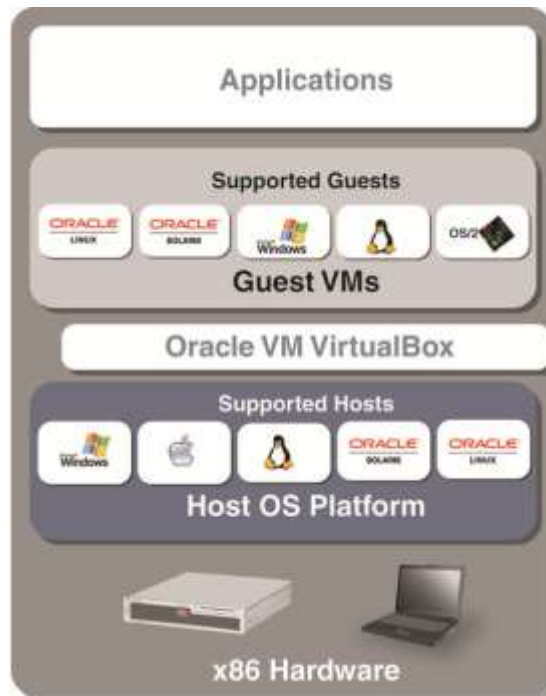 Applications
Supported Guests
ORACLE ORACLE
LINUX SOLARIS Windows OS/2
Guest VMs
Oracle VM VirtualBox
Supported Hosts
Windows ORACLE ORACLE
SOLARIS LINUX
Host OS Platform
x86 Hardware